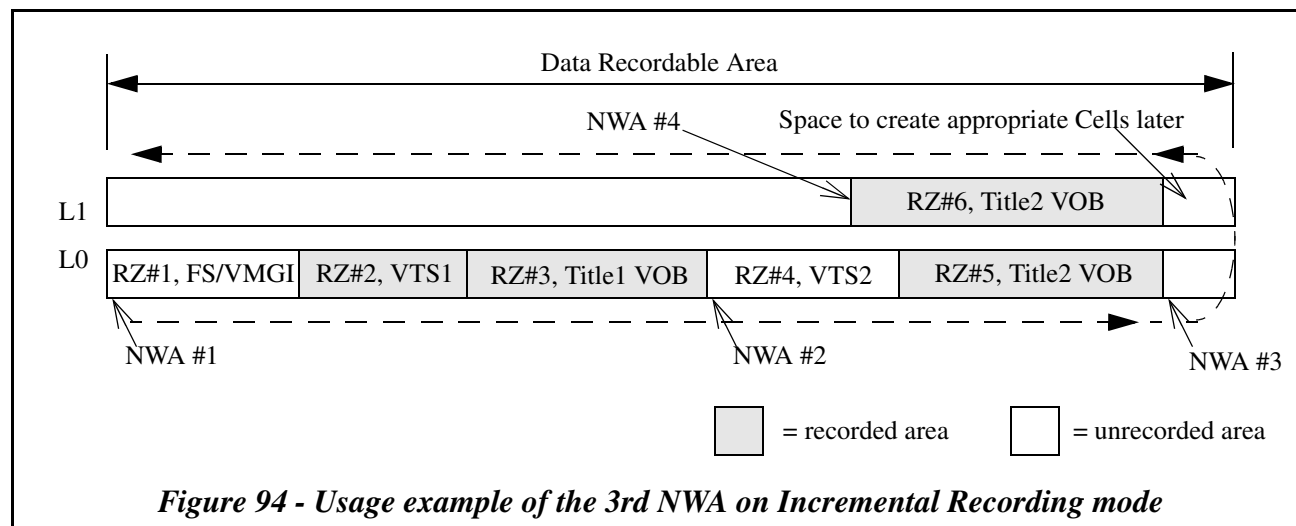 Data Recordable Area
NWA #4
Space to create appropriate Cells later
L1
RZ#6, Title2 VOB
L0
RZ#1, FS/VMGI
RZ#2, VTS1
RZ#3, Title1 VOB
RZ#4, VTS2
RZ#5, Title2 VOB
NWA #1
NWA #2
NWA #3
= recorded area
= unrecorded area
Figure 94 - Usage example of the 3rd NWA on Incremental Recording mode